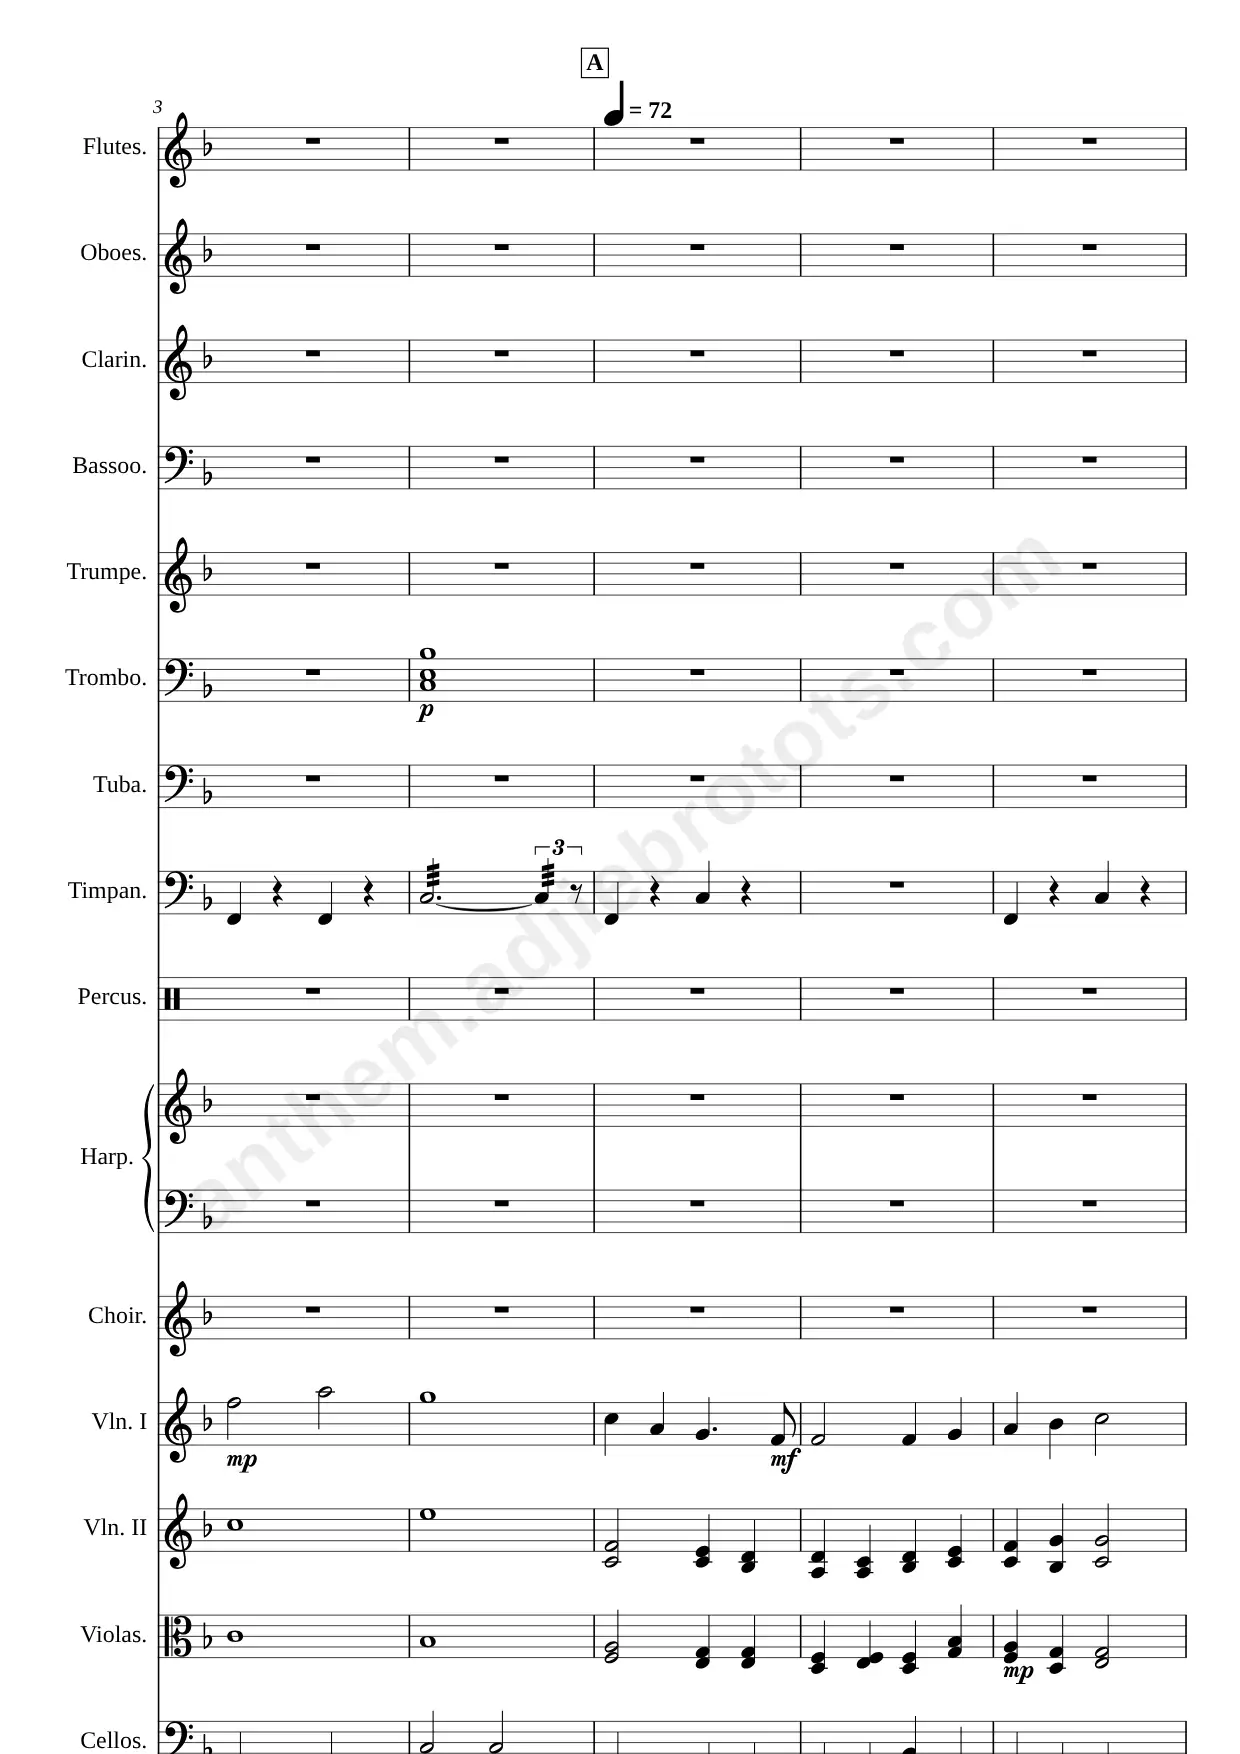 A
3
= 72
Flutes.
Oboes.
Clarin.
Bassoo.
Trumpe.
Trombo.
p
Tuba.
3
Timpan.
Percus.
Harp.
Choir.
Vln. I
mp
mf
Vln. II
Violas.
mp
Cellos.
anthem.adjiebrotots.com